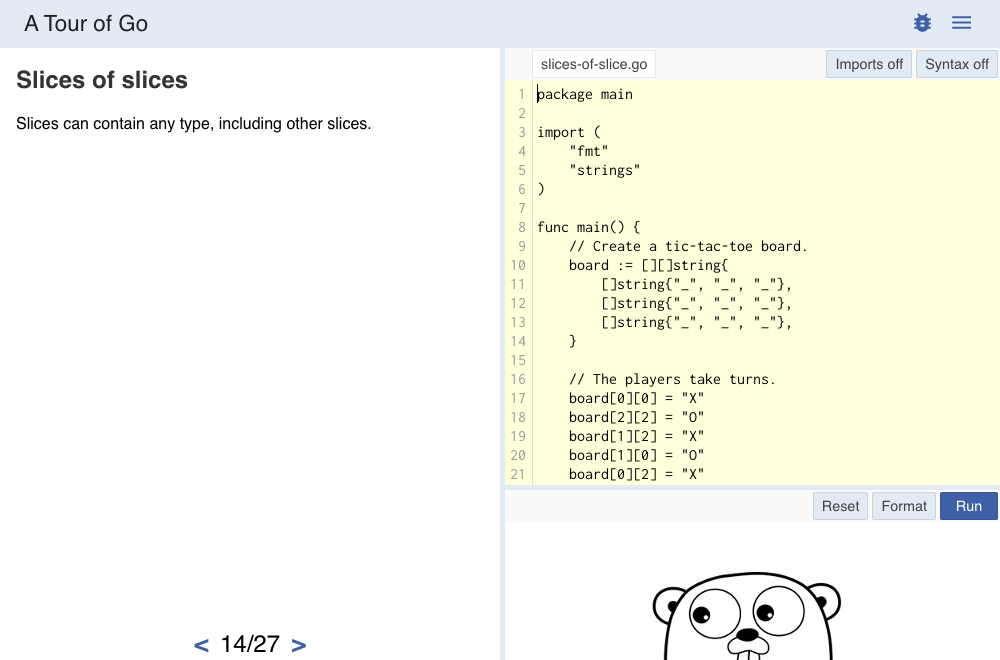 A Tour of Go
Slices of slices
Slices can contain any type, including other slices.
< 14/27 >
slices-of-slice.go
Imports off
Syntax off
1 package main
2
3 import (
4     "fmt"
5     "strings"
6 )
7
8 func main() {
9     // Create a tic-tac-toe board.
10     board := [][]string{
11         []string{"_", "_", "_"},
12         []string{"_", "_", "_"},
13         []string{"_", "_", "_"},
14     }
15
16     // The players take turns.
17     board[0][0] = "X"
18     board[2][2] = "O"
19     board[1][2] = "X"
20     board[1][0] = "O"
21     board[0][2] = "X"
Reset
Format
Run